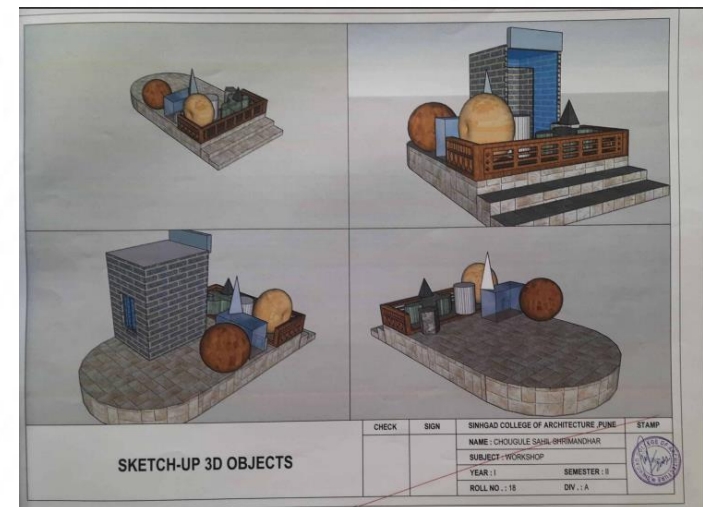 CHECK SIGN SINHGAD COLLEGE OF ARCHITECTURE ,PUNE STAMP
NAME : CHOUGULE SAHIL SHRIMANDHAR
SUBJECT : WORKSHOP
SKETCH-UP 3D OBJECTS
YEAR : I SEMESTER : II
ROLL NO. : 18 DIV. : A